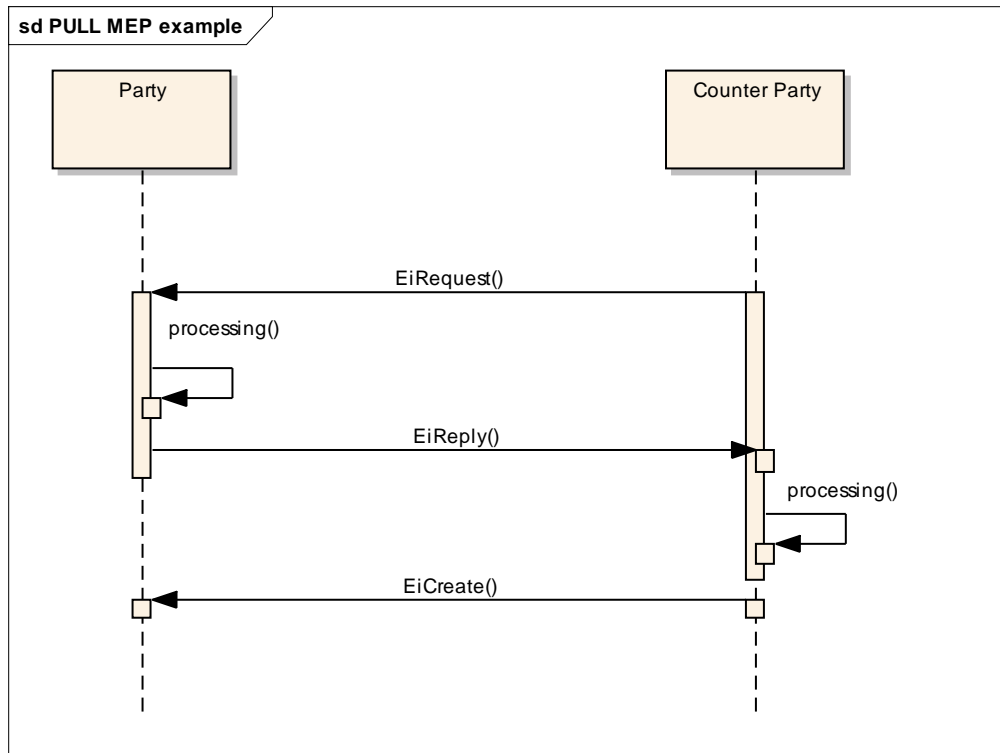 sd PULL MEP example
Party
Counter Party
EiRequest()
processing()
EiReply()
processing()
EiCreate()